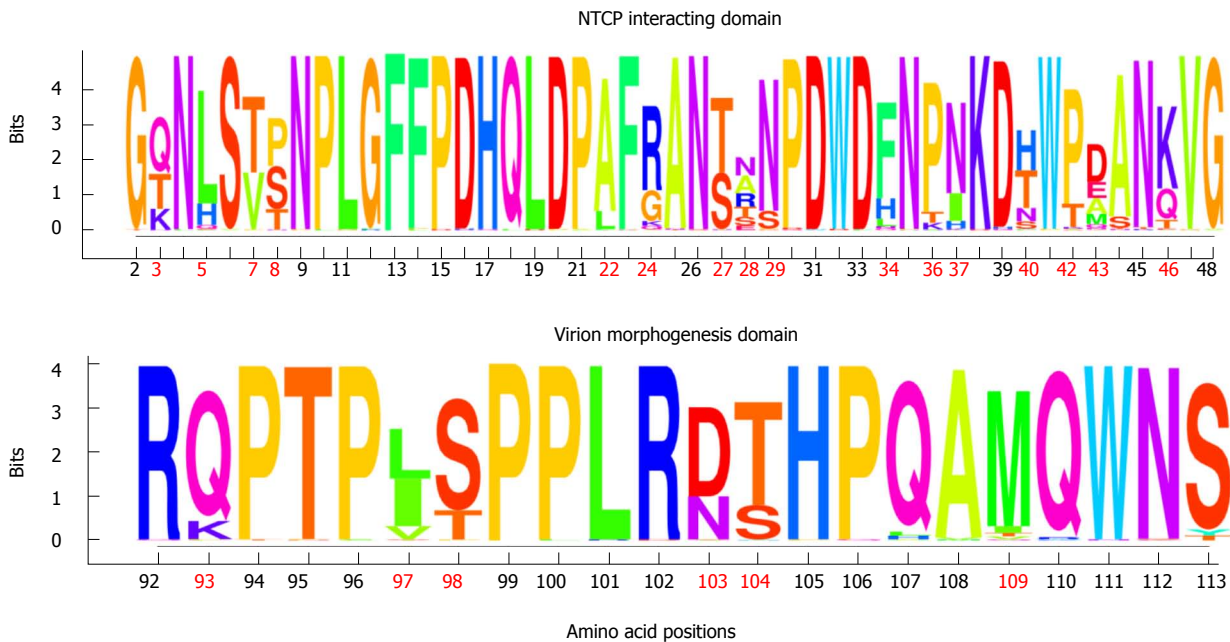 NTCP interacting domain
Bits
4
3
2
1
0
GQNLSTPNPLGFFPDHQLDPAFRANTNNPDWDFNPNKDHWPDANKVG
2 3 5 7 8 9 11 13 15 17 19 21 22 24 26 27 28 29 31 33 34 36 37 39 40 42 43 45 46 48
Virion morphogenesis domain
Bits
4
3
2
1
0
RQPTPLSPPLRDTHPQAMQWNS
92 93 94 95 96 97 98 99 100 101 102 103 104 105 106 107 108 109 110 111 112 113
Amino acid positions